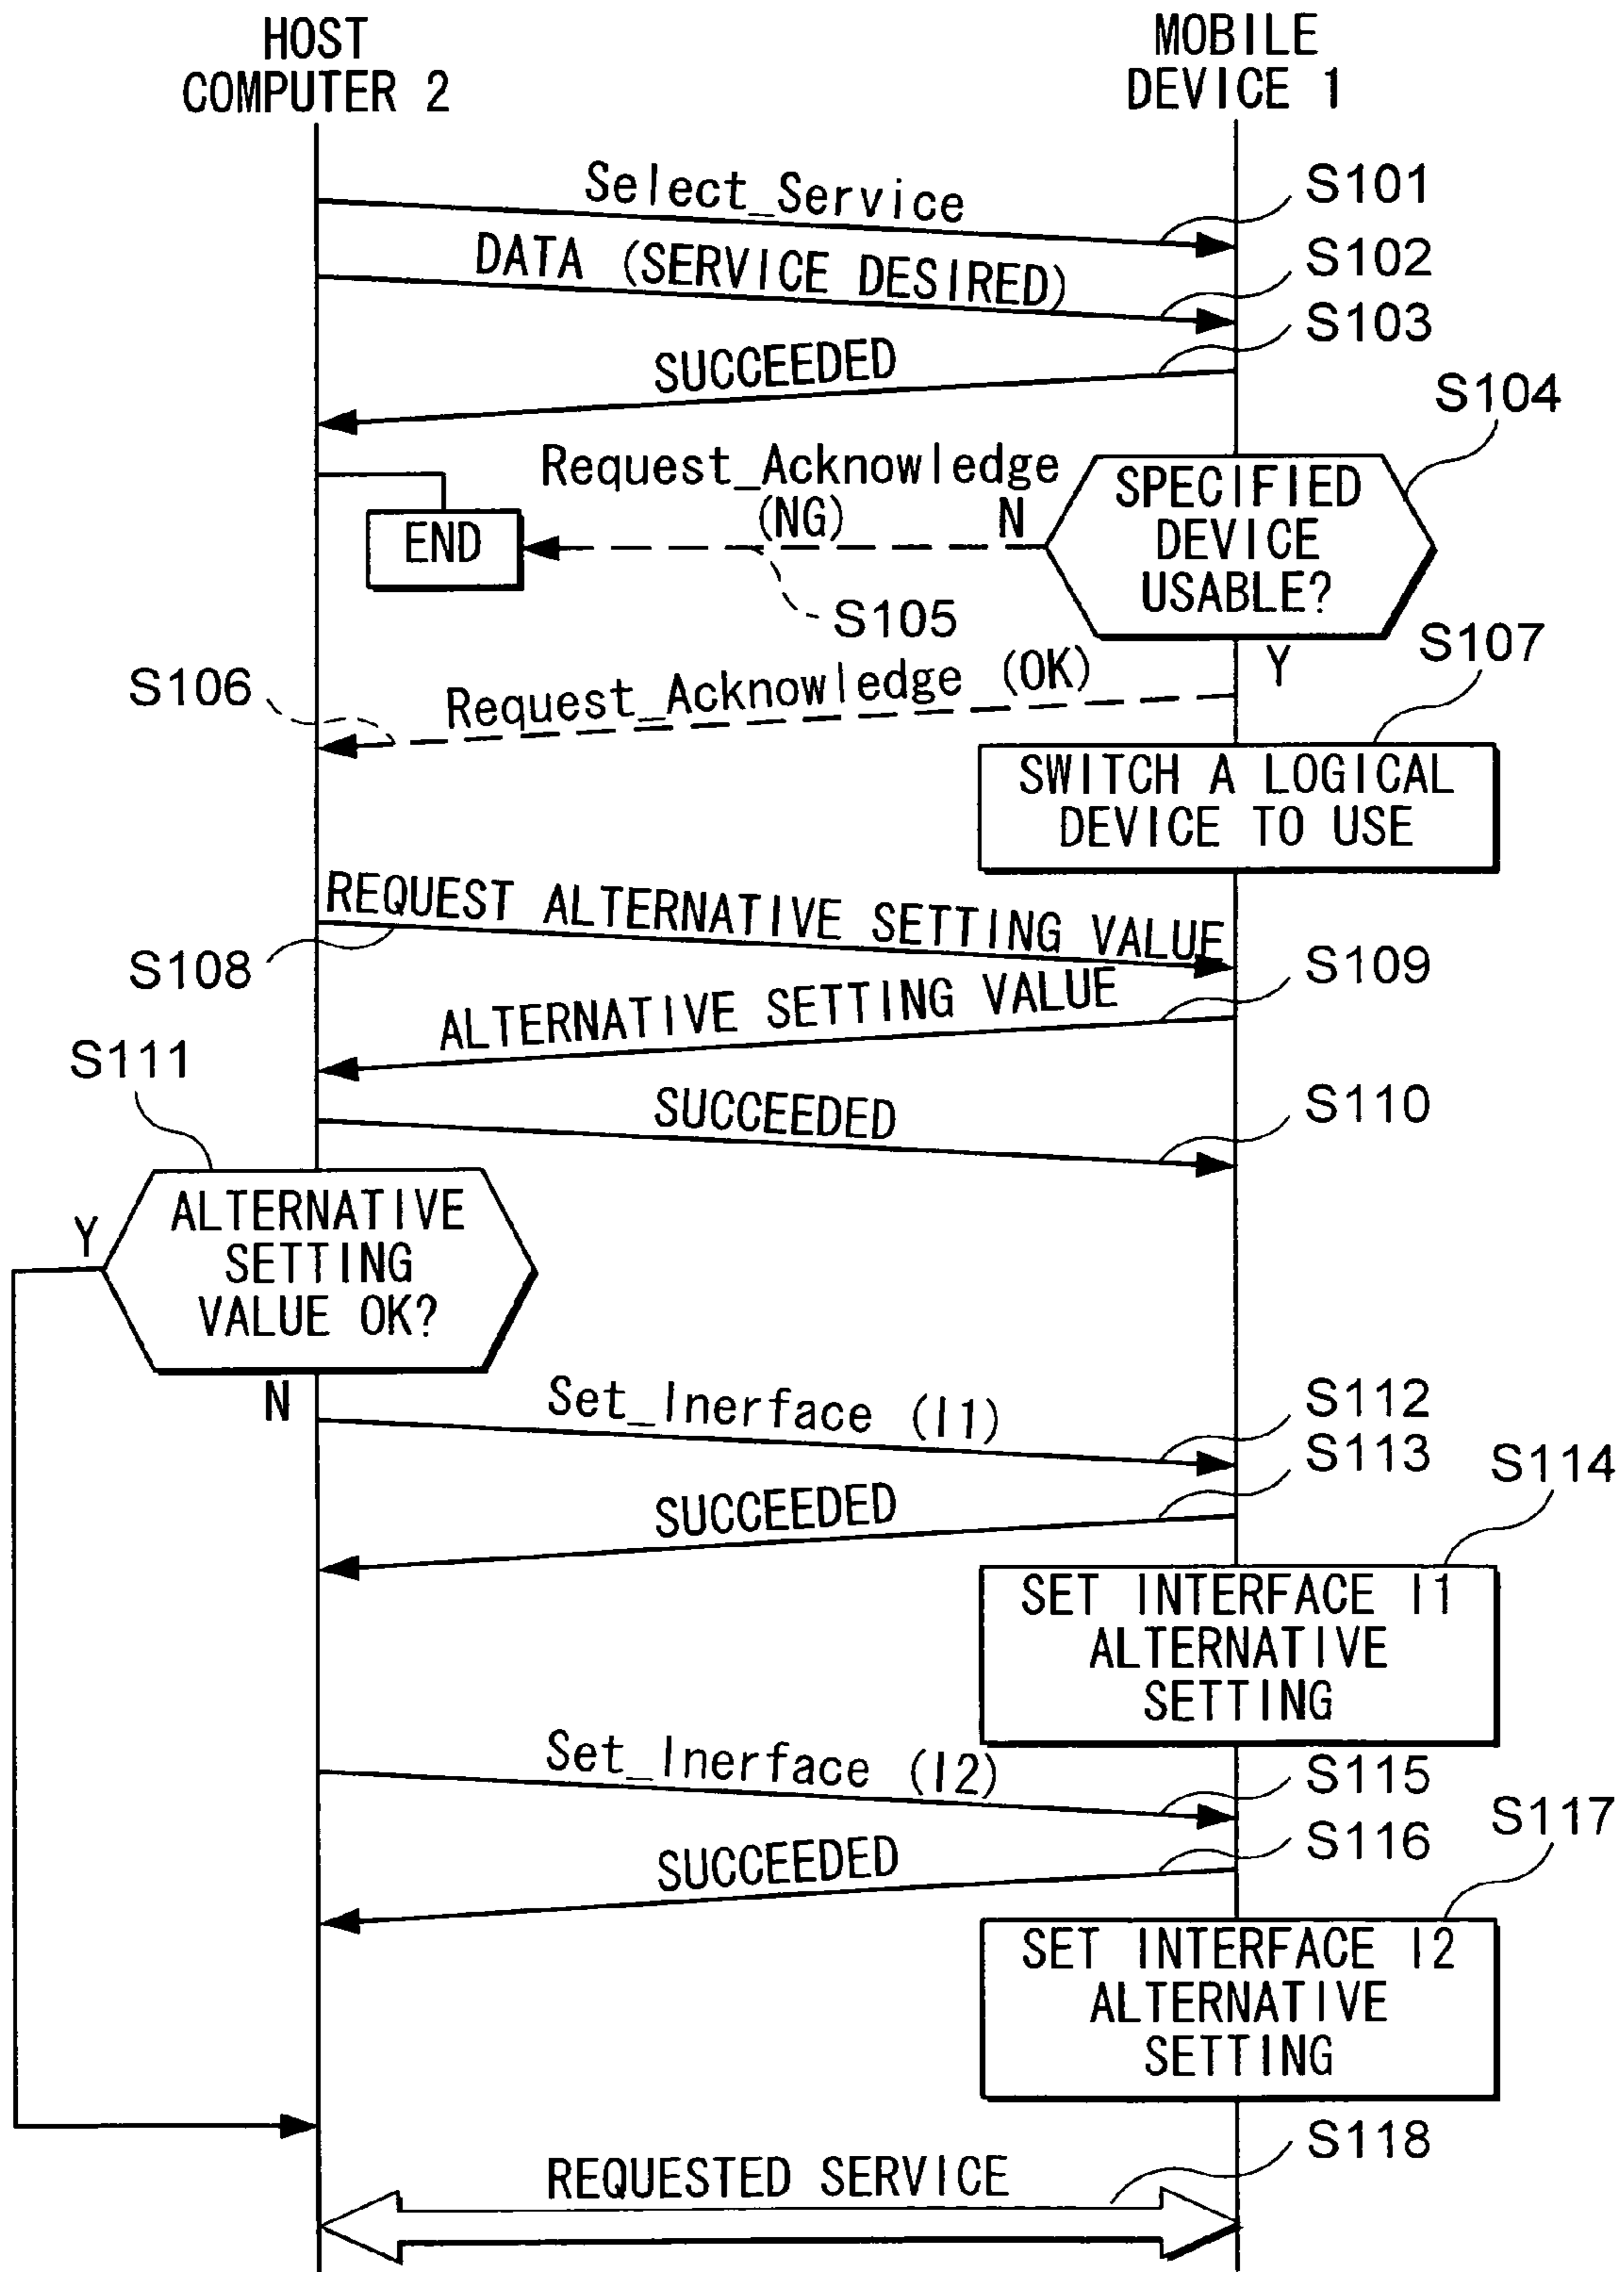 HOST
COMPUTER 2
MOBILE
DEVICE 1
Select_Service
S101
DATA (SERVICE DESIRED)
S102
S103
SUCCEEDED
S104
Request_Acknowledge
(NG)
N
SPECIFIED
DEVICE
USABLE?
END
S105
Y
S107
S106
Request_Acknowledge (OK)
SWITCH A LOGICAL
DEVICE TO USE
REQUEST ALTERNATIVE SETTING VALUE
S108
S109
ALTERNATIVE SETTING VALUE
S111
SUCCEEDED
S110
Y
ALTERNATIVE
SETTING
VALUE OK?
N
Set_Inerface (I1)
S112
S113
SUCCEEDED
S114
SET INTERFACE I1
ALTERNATIVE
SETTING
Set_Inerface (I2)
S115
S116
S117
SUCCEEDED
SET INTERFACE I2
ALTERNATIVE
SETTING
S118
REQUESTED SERVICE